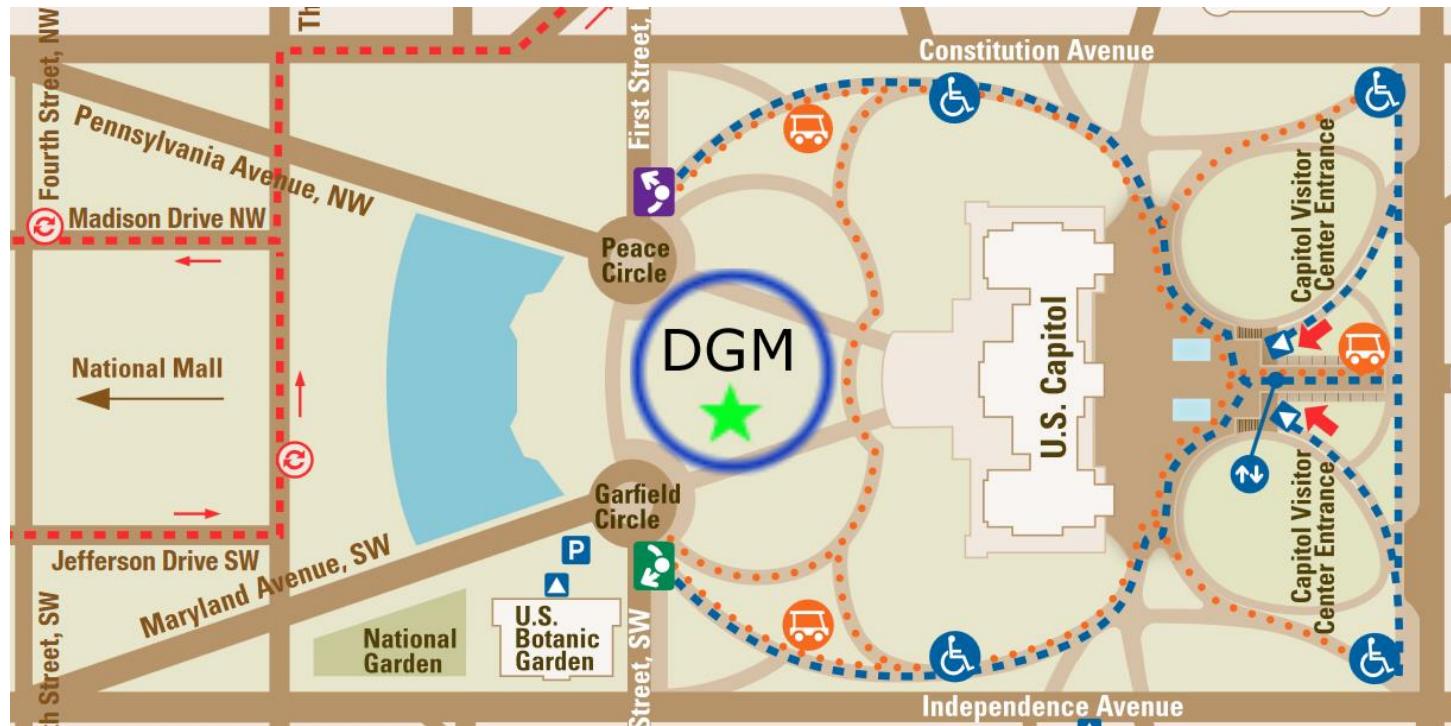 Fourth Street, NW
Th
First Street,
Constitution Avenue
Pennsylvania Avenue, NW
Madison Drive NW
Peace
Circle
Capitol Visitor
Center Entrance
DGM
National Mall
U.S. Capitol
Garfield
Circle
Capitol Visitor
Center Entrance
Jefferson Drive SW
Maryland Avenue, SW
P
th Street, SW
National
Garden
U.S.
Botanic
Garden
Street, SW
Independence Avenue